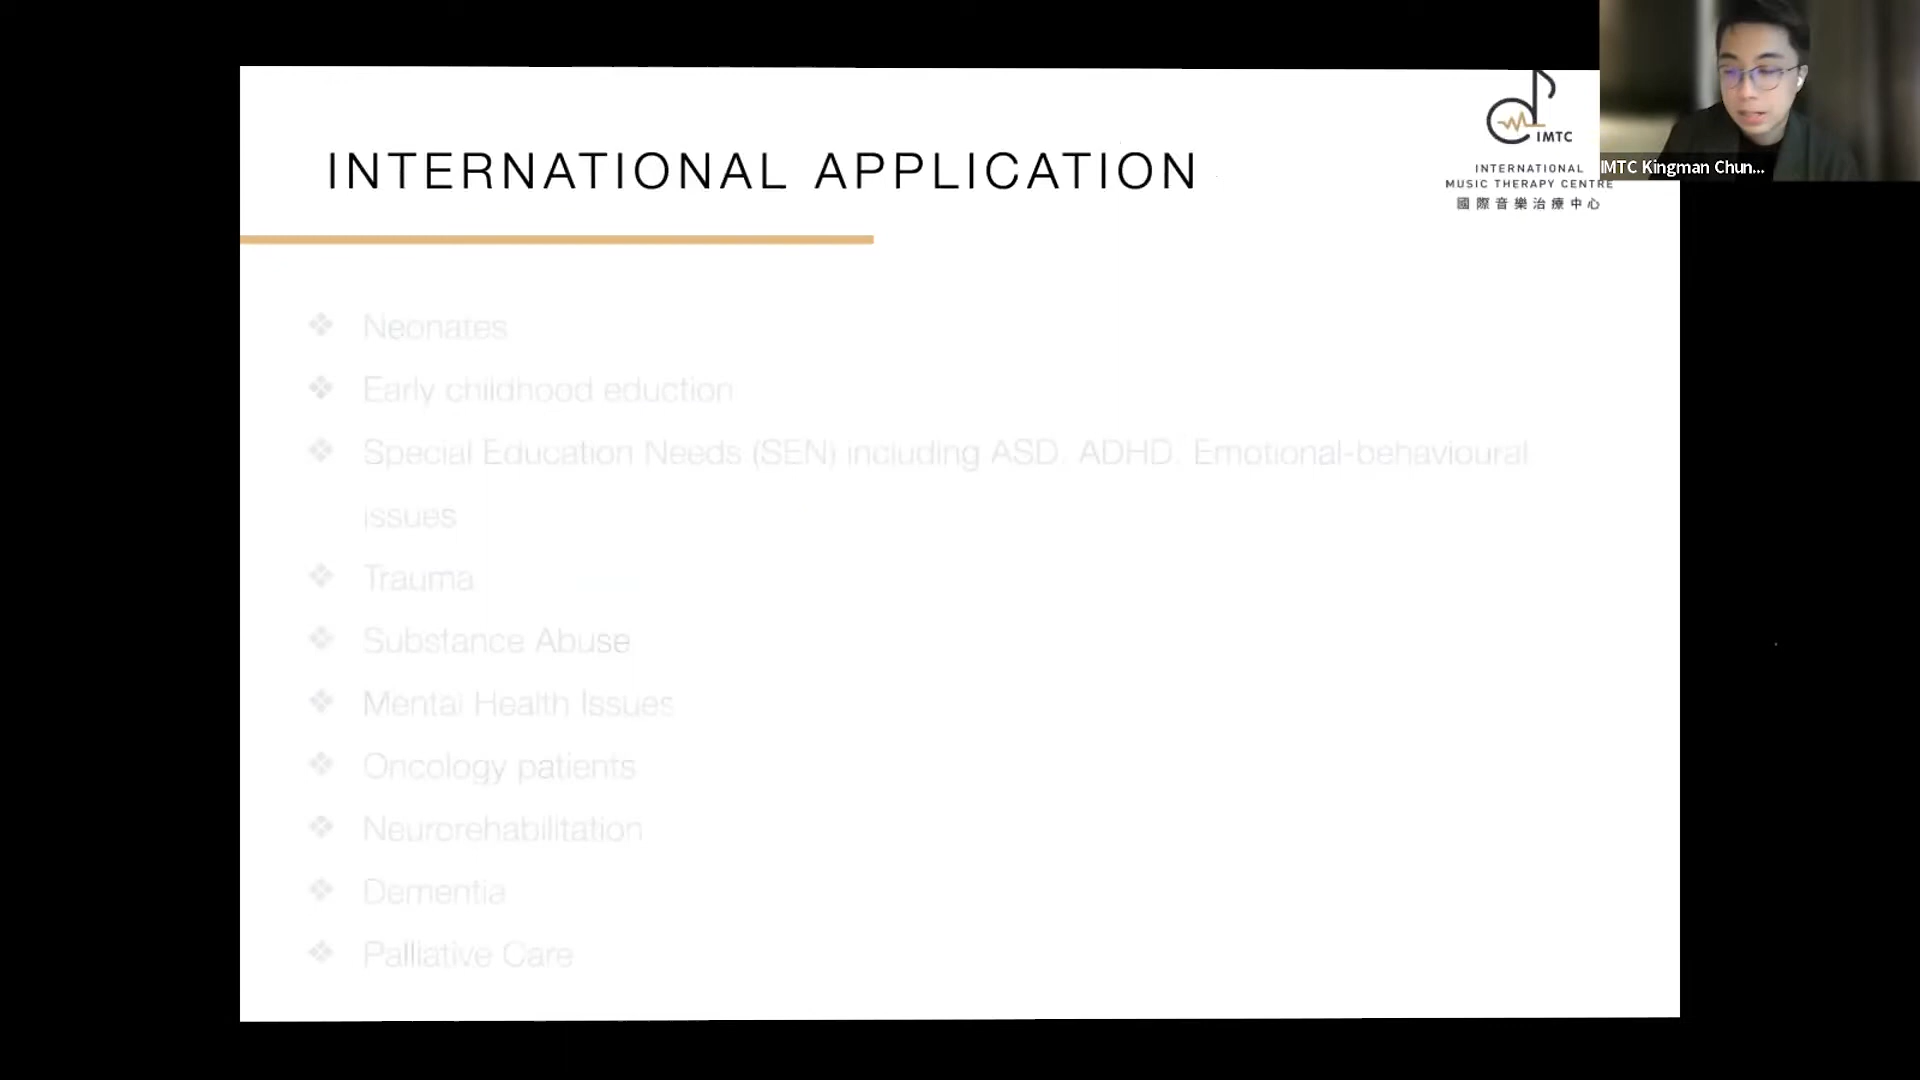 INTERNATIONAL APPLICATION
IMTC
INTERNATIONAL
MUSIC THERAPY CENTRE
國際音樂治療中心
IMTC Kingman Chun...
❖ Neonates
❖ Early childhood eduction
❖ Special Education Needs (SEN) including ASD, ADHD, Emotional-behavioural
issues
❖ Trauma
❖ Substance Abuse
❖ Mental Health Issues
❖ Oncology patients
❖ Neurorehabilitation
❖ Dementia
❖ Palliative Care